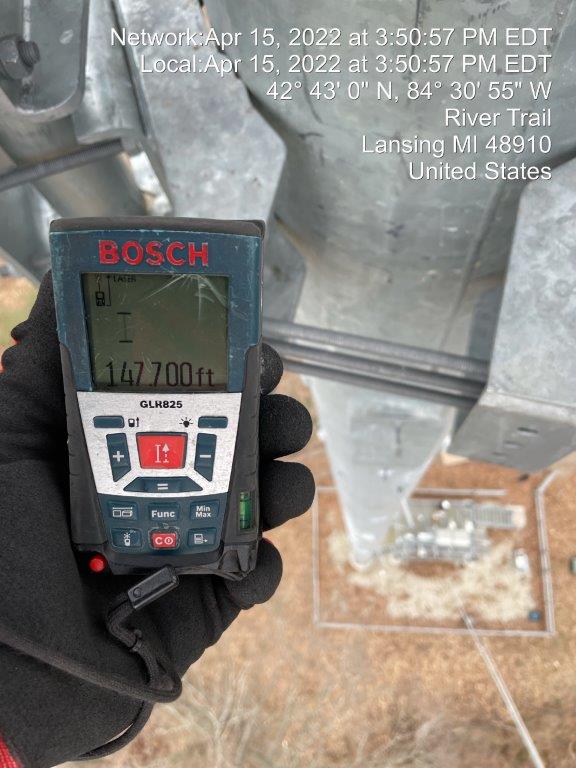 Network:Apr 15, 2022 at 3:50:57 PM EDT
Local:Apr 15, 2022 at 3:50:57 PM EDT
42° 43' 0" N, 84° 30' 55" W
River Trail
Lansing MI 48910
United States
BOSCH
LASER
147.700ft
GLR825
+
−
=
Func
Min
Max